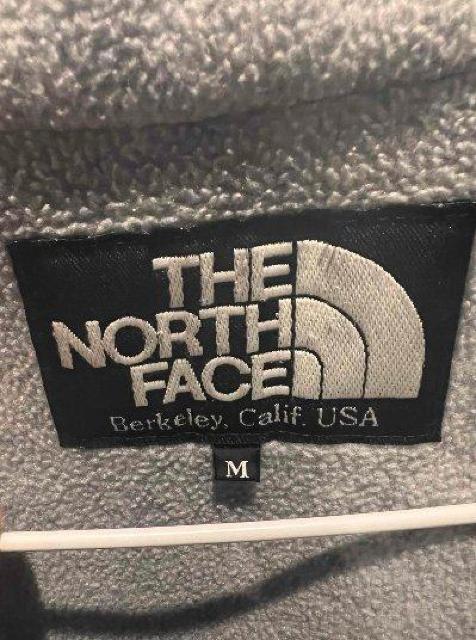 THE
NORTH
FACE
Berkeley, Calif. USA
M